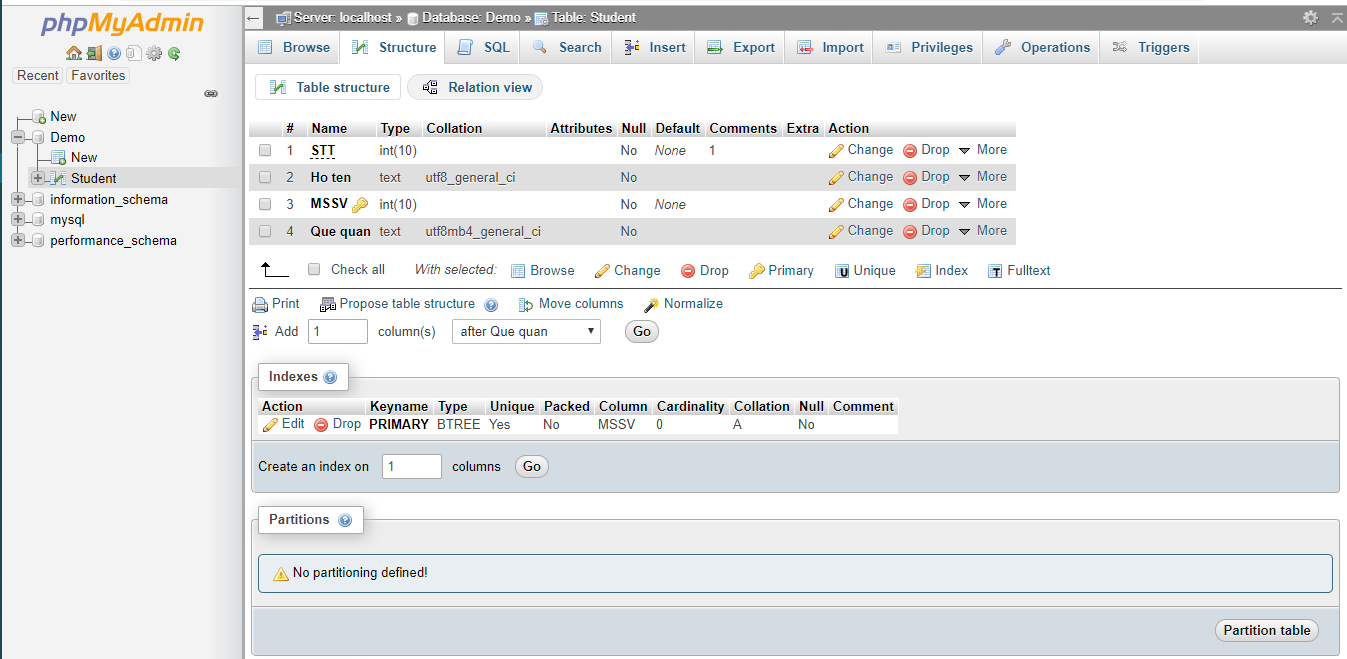 phpMyAdmin
Recent Favorites
New
Demo
New
Student
information_schema
mysql
performance_schema
Server: localhost » Database: Demo » Table: Student
Browse Structure SQL Search Insert Export Import Privileges Operations Triggers
Table structure Relation view
# Name Type Collation Attributes Null Default Comments Extra Action
1 STT int(10) No None 1 Change Drop More
2 Ho ten text utf8_general_ci No Change Drop More
3 MSSV int(10) No None Change Drop More
4 Que quan text utf8mb4_general_ci No Change Drop More
Check all With selected: Browse Change Drop Primary Unique Index Fulltext
Print Propose table structure Move columns Normalize
Add 1 column(s) after Que quan Go
Indexes
Action Keyname Type Unique Packed Column Cardinality Collation Null Comment
Edit Drop PRIMARY BTREE Yes No MSSV 0 A No
Create an index on 1 columns Go
Partitions
No partitioning defined!
Partition table